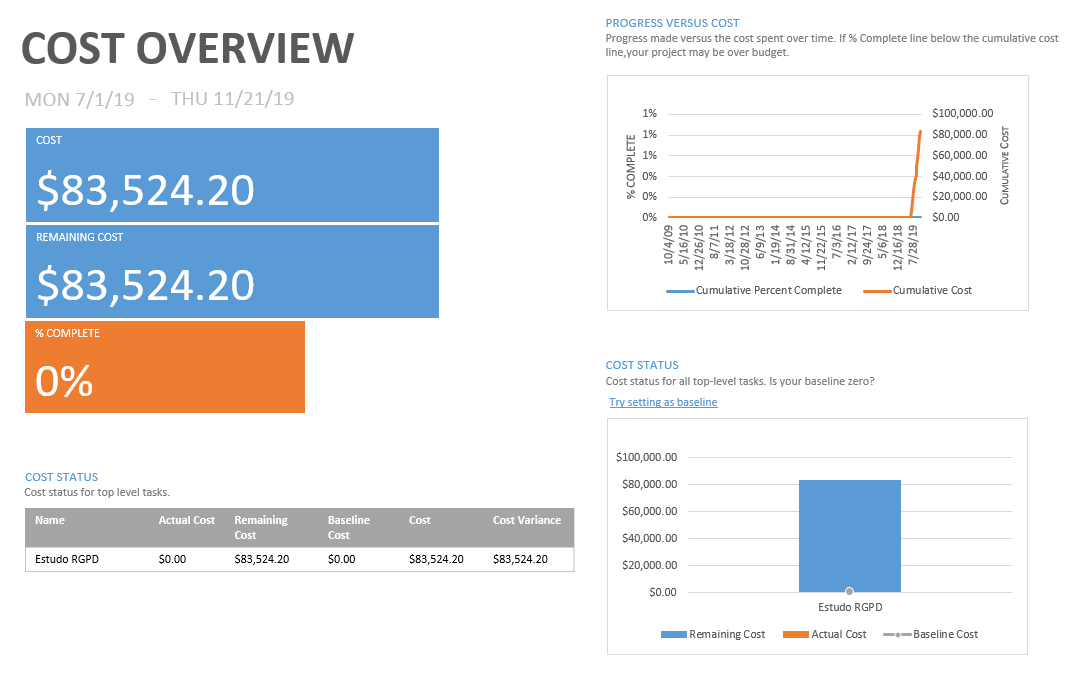 COST OVERVIEW
MON 7/1/19 - THU 11/21/19
COST
$83,524.20
REMAINING COST
$83,524.20
% COMPLETE
0%
COST STATUS
Cost status for top level tasks.
Name Actual Cost Remaining Cost Baseline Cost Cost Cost Variance
Estudo RGPD $0.00 $83,524.20 $0.00 $83,524.20 $83,524.20
PROGRESS VERSUS COST
Progress made versus the cost spent over time. If % Complete line below the cumulative cost
line,your project may be over budget.
% COMPLETE
1%
1%
1%
0%
0%
0%
$100,000.00
$80,000.00
$60,000.00
$40,000.00
$20,000.00
$0.00
CUMULATIVE COST
10/4/09
5/16/10
12/26/10
8/7/11
3/18/12
10/28/12
6/9/13
1/19/14
8/31/14
4/12/15
11/22/15
7/3/16
2/12/17
9/24/17
5/6/18
12/16/18
7/28/19
Cumulative Percent Complete Cumulative Cost
COST STATUS
Cost status for all top-level tasks. Is your baseline zero?
Try setting as baseline
$100,000.00
$80,000.00
$60,000.00
$40,000.00
$20,000.00
$0.00
Estudo RGPD
Remaining Cost Actual Cost Baseline Cost